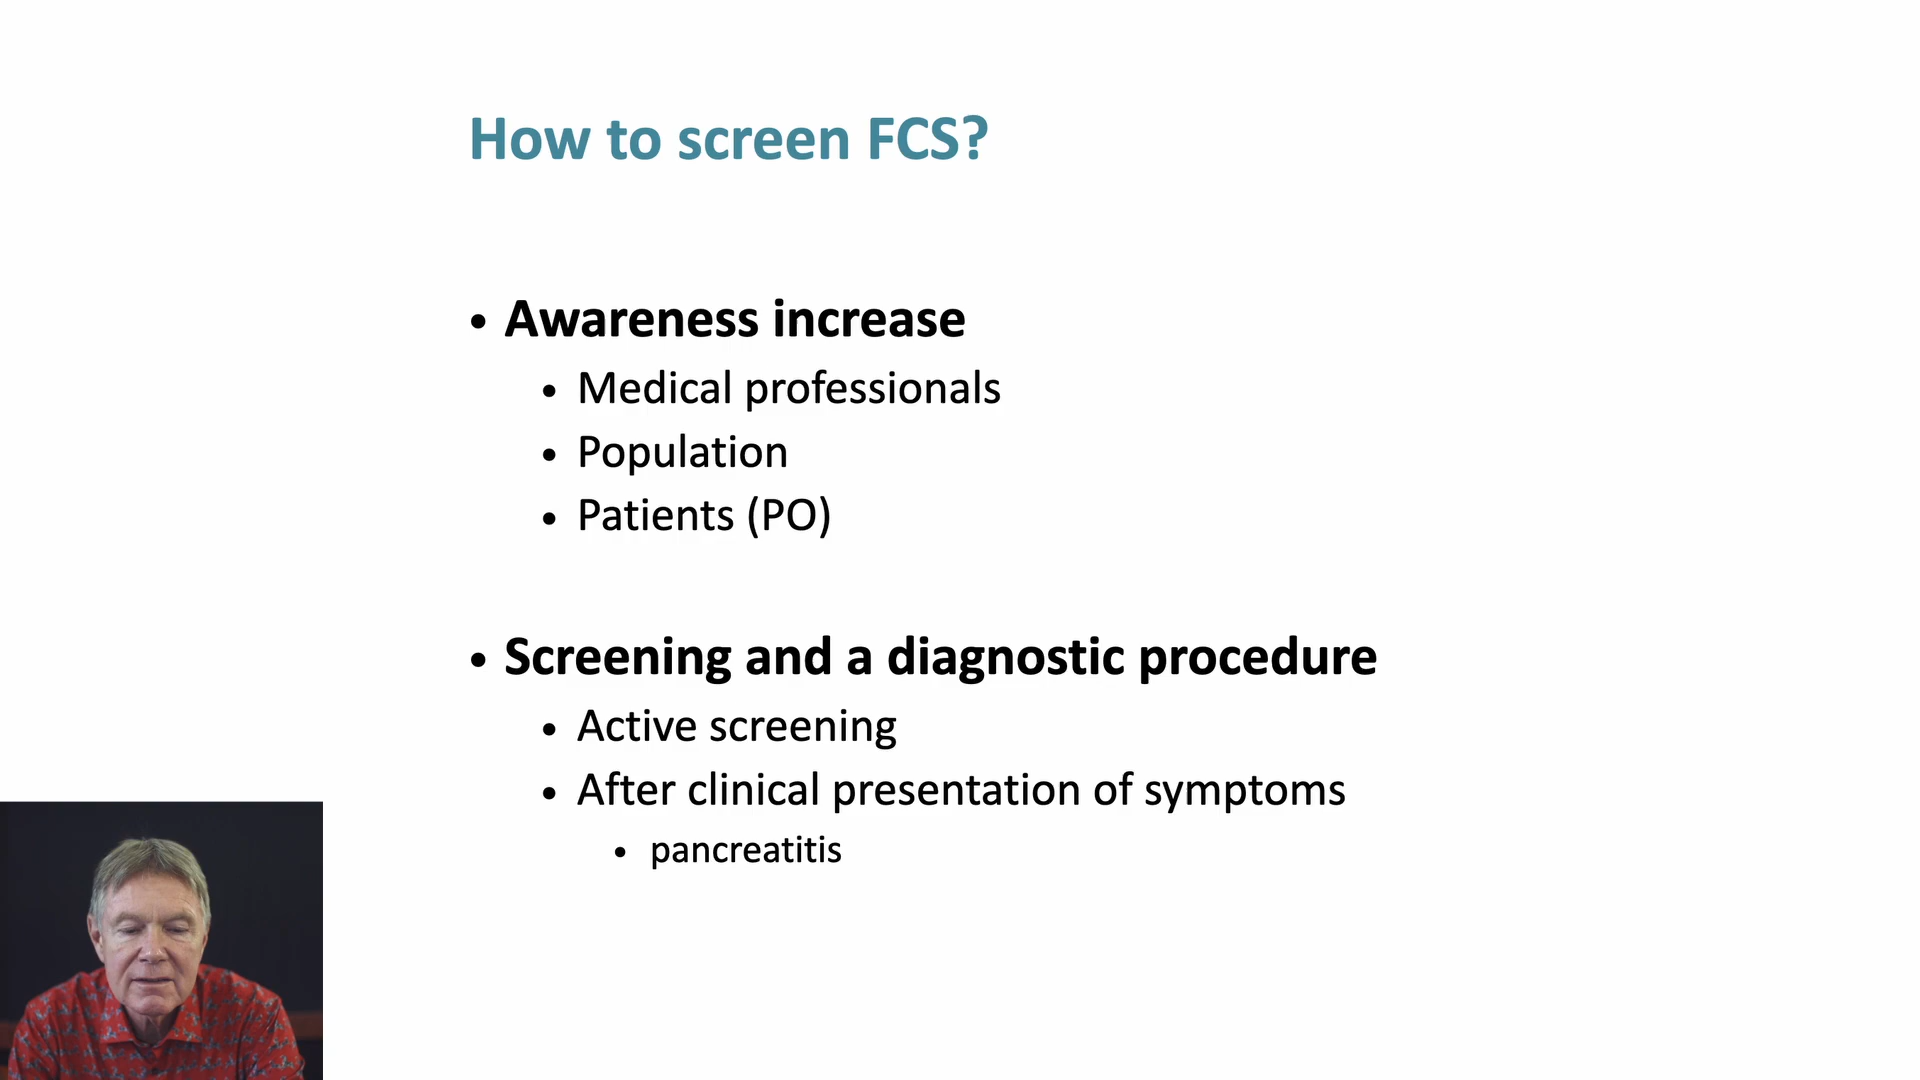 How to screen FCS?
• Awareness increase
• Medical professionals
• Population
• Patients (PO)
• Screening and a diagnostic procedure
• Active screening
• After clinical presentation of symptoms
• pancreatitis